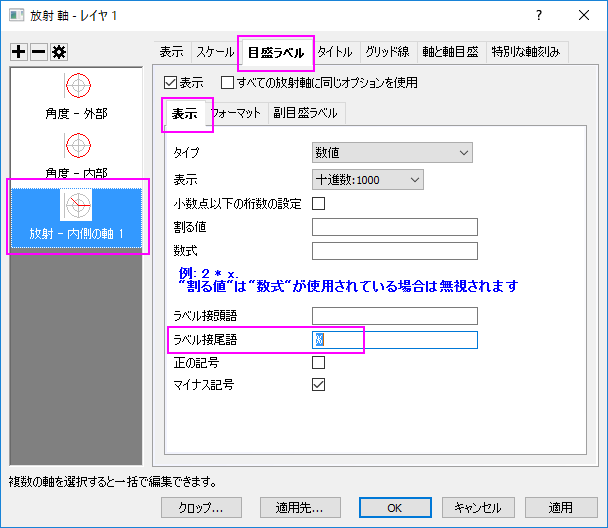 放射 軸 - レイヤ 1
表示 スケール 目盛ラベル タイトル グリッド線 軸と軸目盛 特別な軸刻み
表示 すべての放射軸に同じオプションを使用
角度 - 外部
角度 - 内部
放射 - 内側の軸 1
表示 フォーマット 副目盛ラベル
タイプ 数値
表示 十進数:1000
小数点以下の桁数の設定
割る値
数式
例: 2 * x.
"割る値"は"数式"が使用されている場合は無視されます
ラベル接頭語
ラベル接尾語 %
正の記号
マイナス記号
複数の軸を選択すると一括で編集できます。
クロップ... 適用先... OK キャンセル 適用